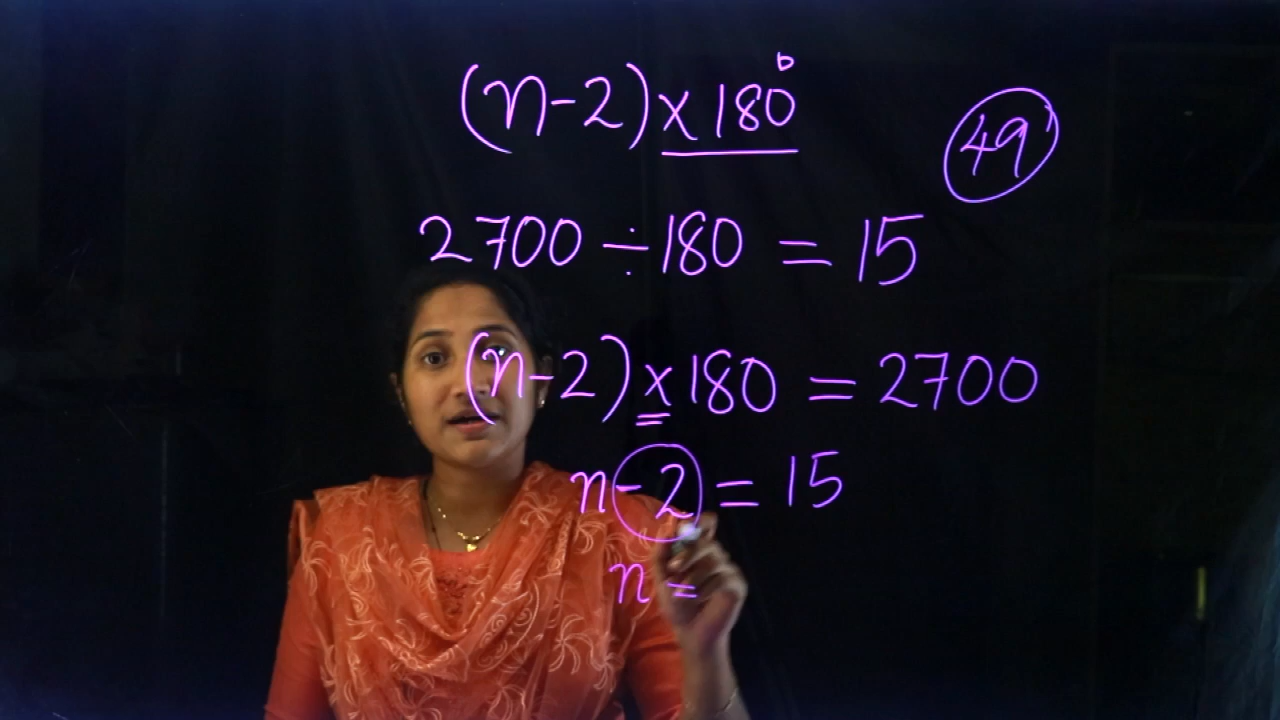 (n-2) × 180°
49
2700 ÷ 180 = 15
(n-2) × 180 = 2700
n - 2 = 15
n =